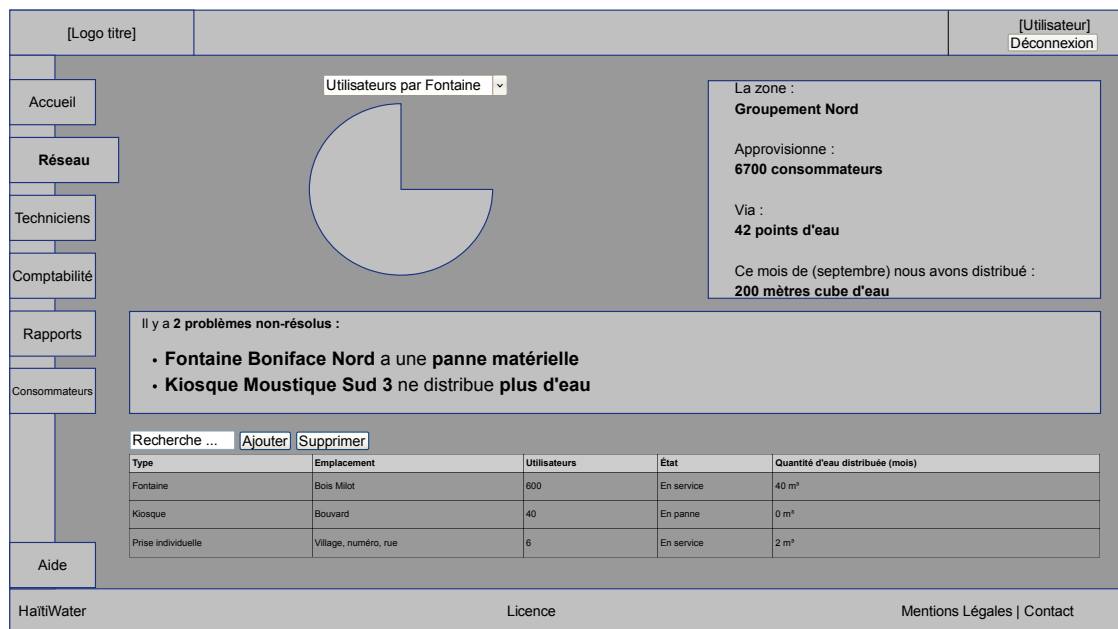 [Logo titre]
[Utilisateur]
Déconnexion
Accueil
Réseau
Techniciens
Comptabilité
Rapports
Consommateurs
Aide
Utilisateurs par Fontaine
La zone :
Groupement Nord
Approvisionne :
6700 consommateurs
Via :
42 points d'eau
Ce mois de (septembre) nous avons distribué :
200 mètres cube d'eau
Il y a 2 problèmes non-résolus :
• Fontaine Boniface Nord a une panne matérielle
• Kiosque Moustique Sud 3 ne distribue plus d'eau
Recherche ... Ajouter Supprimer
Type Emplacement Utilisateurs État Quantité d'eau distribuée (mois)
Fontaine Bois Milot 600 En service 40 m³
Kiosque Bouvard 40 En panne 0 m³
Prise individuelle Village, numéro, rue 6 En service 2 m³
HaïtiWater Licence Mentions Légales | Contact